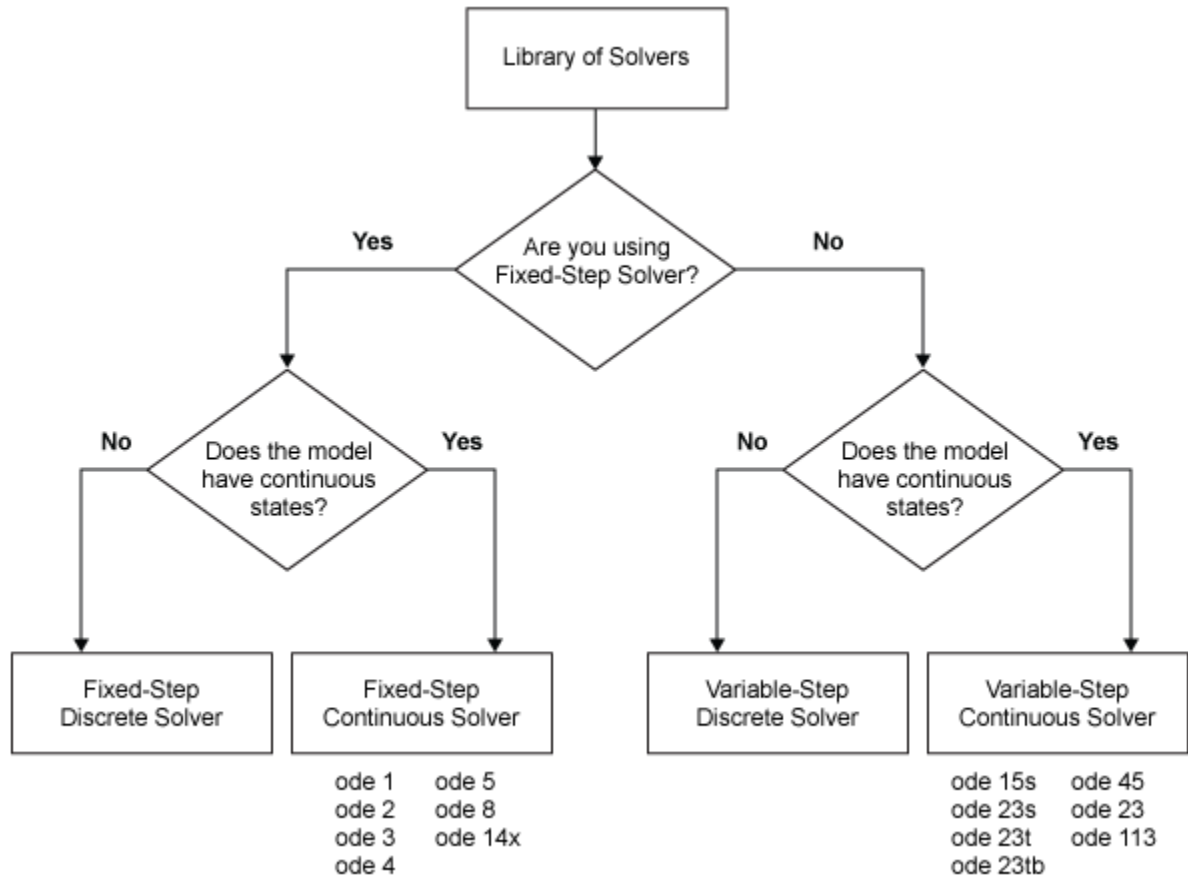 Library of Solvers
Yes
Are you using
Fixed-Step Solver?
No
No
Does the model
have continuous
states?
Yes
No
Does the model
have continuous
states?
Yes
Fixed-Step
Discrete Solver
Fixed-Step
Continuous Solver
Variable-Step
Discrete Solver
Variable-Step
Continuous Solver
ode 1 ode 5
ode 2 ode 8
ode 3 ode 14x
ode 4
ode 15s ode 45
ode 23s ode 23
ode 23t ode 113
ode 23tb